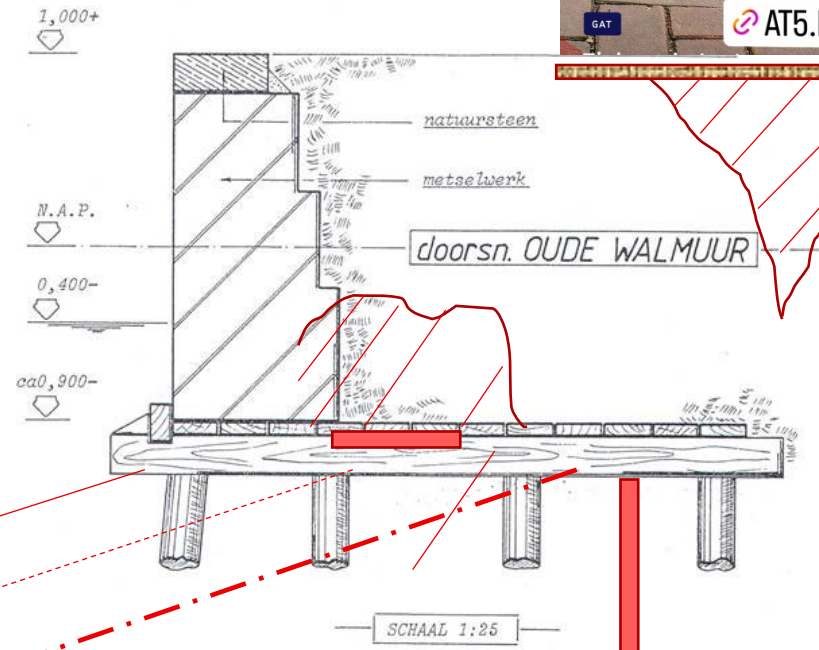 1,000+
GAT
AT5.
natuursteen
metselwerk
N.A.P.
doorsn. OUDE WALMUUR
0,400-
ca0,900-
SCHAAL 1:25